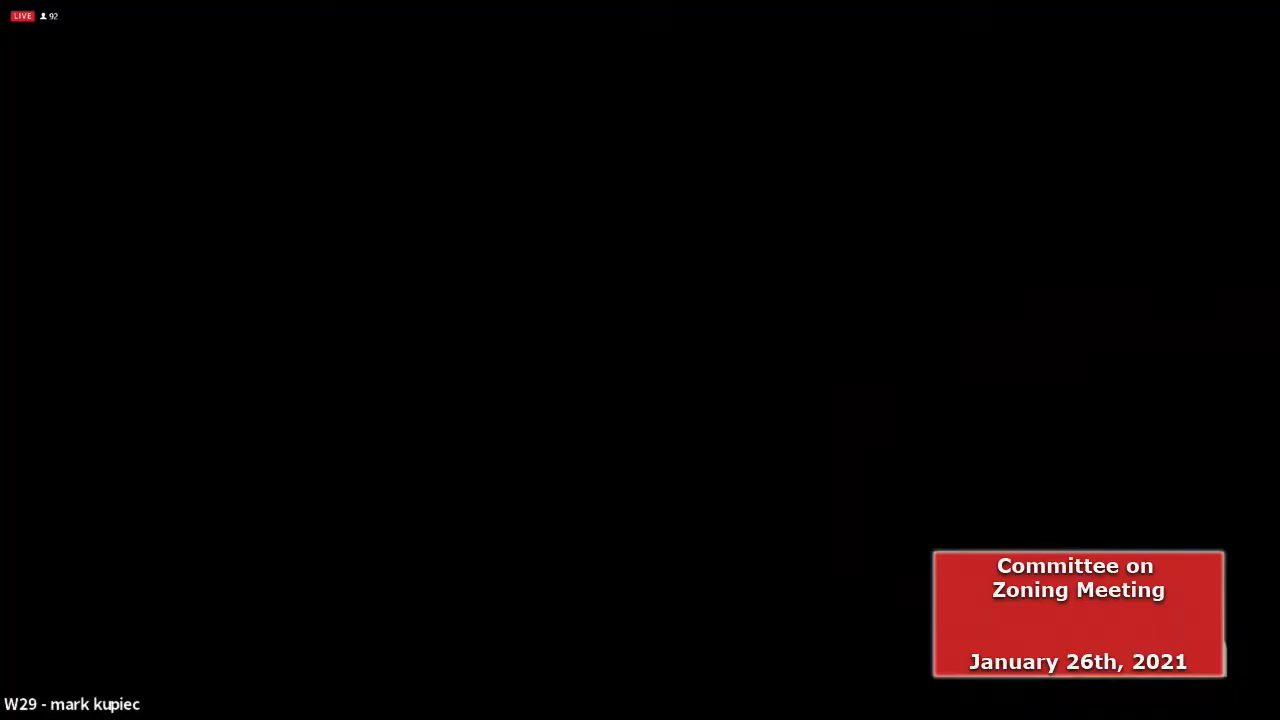 LIVE 92
Committee on
Zoning Meeting
January 26th, 2021
W29 - mark kupiec